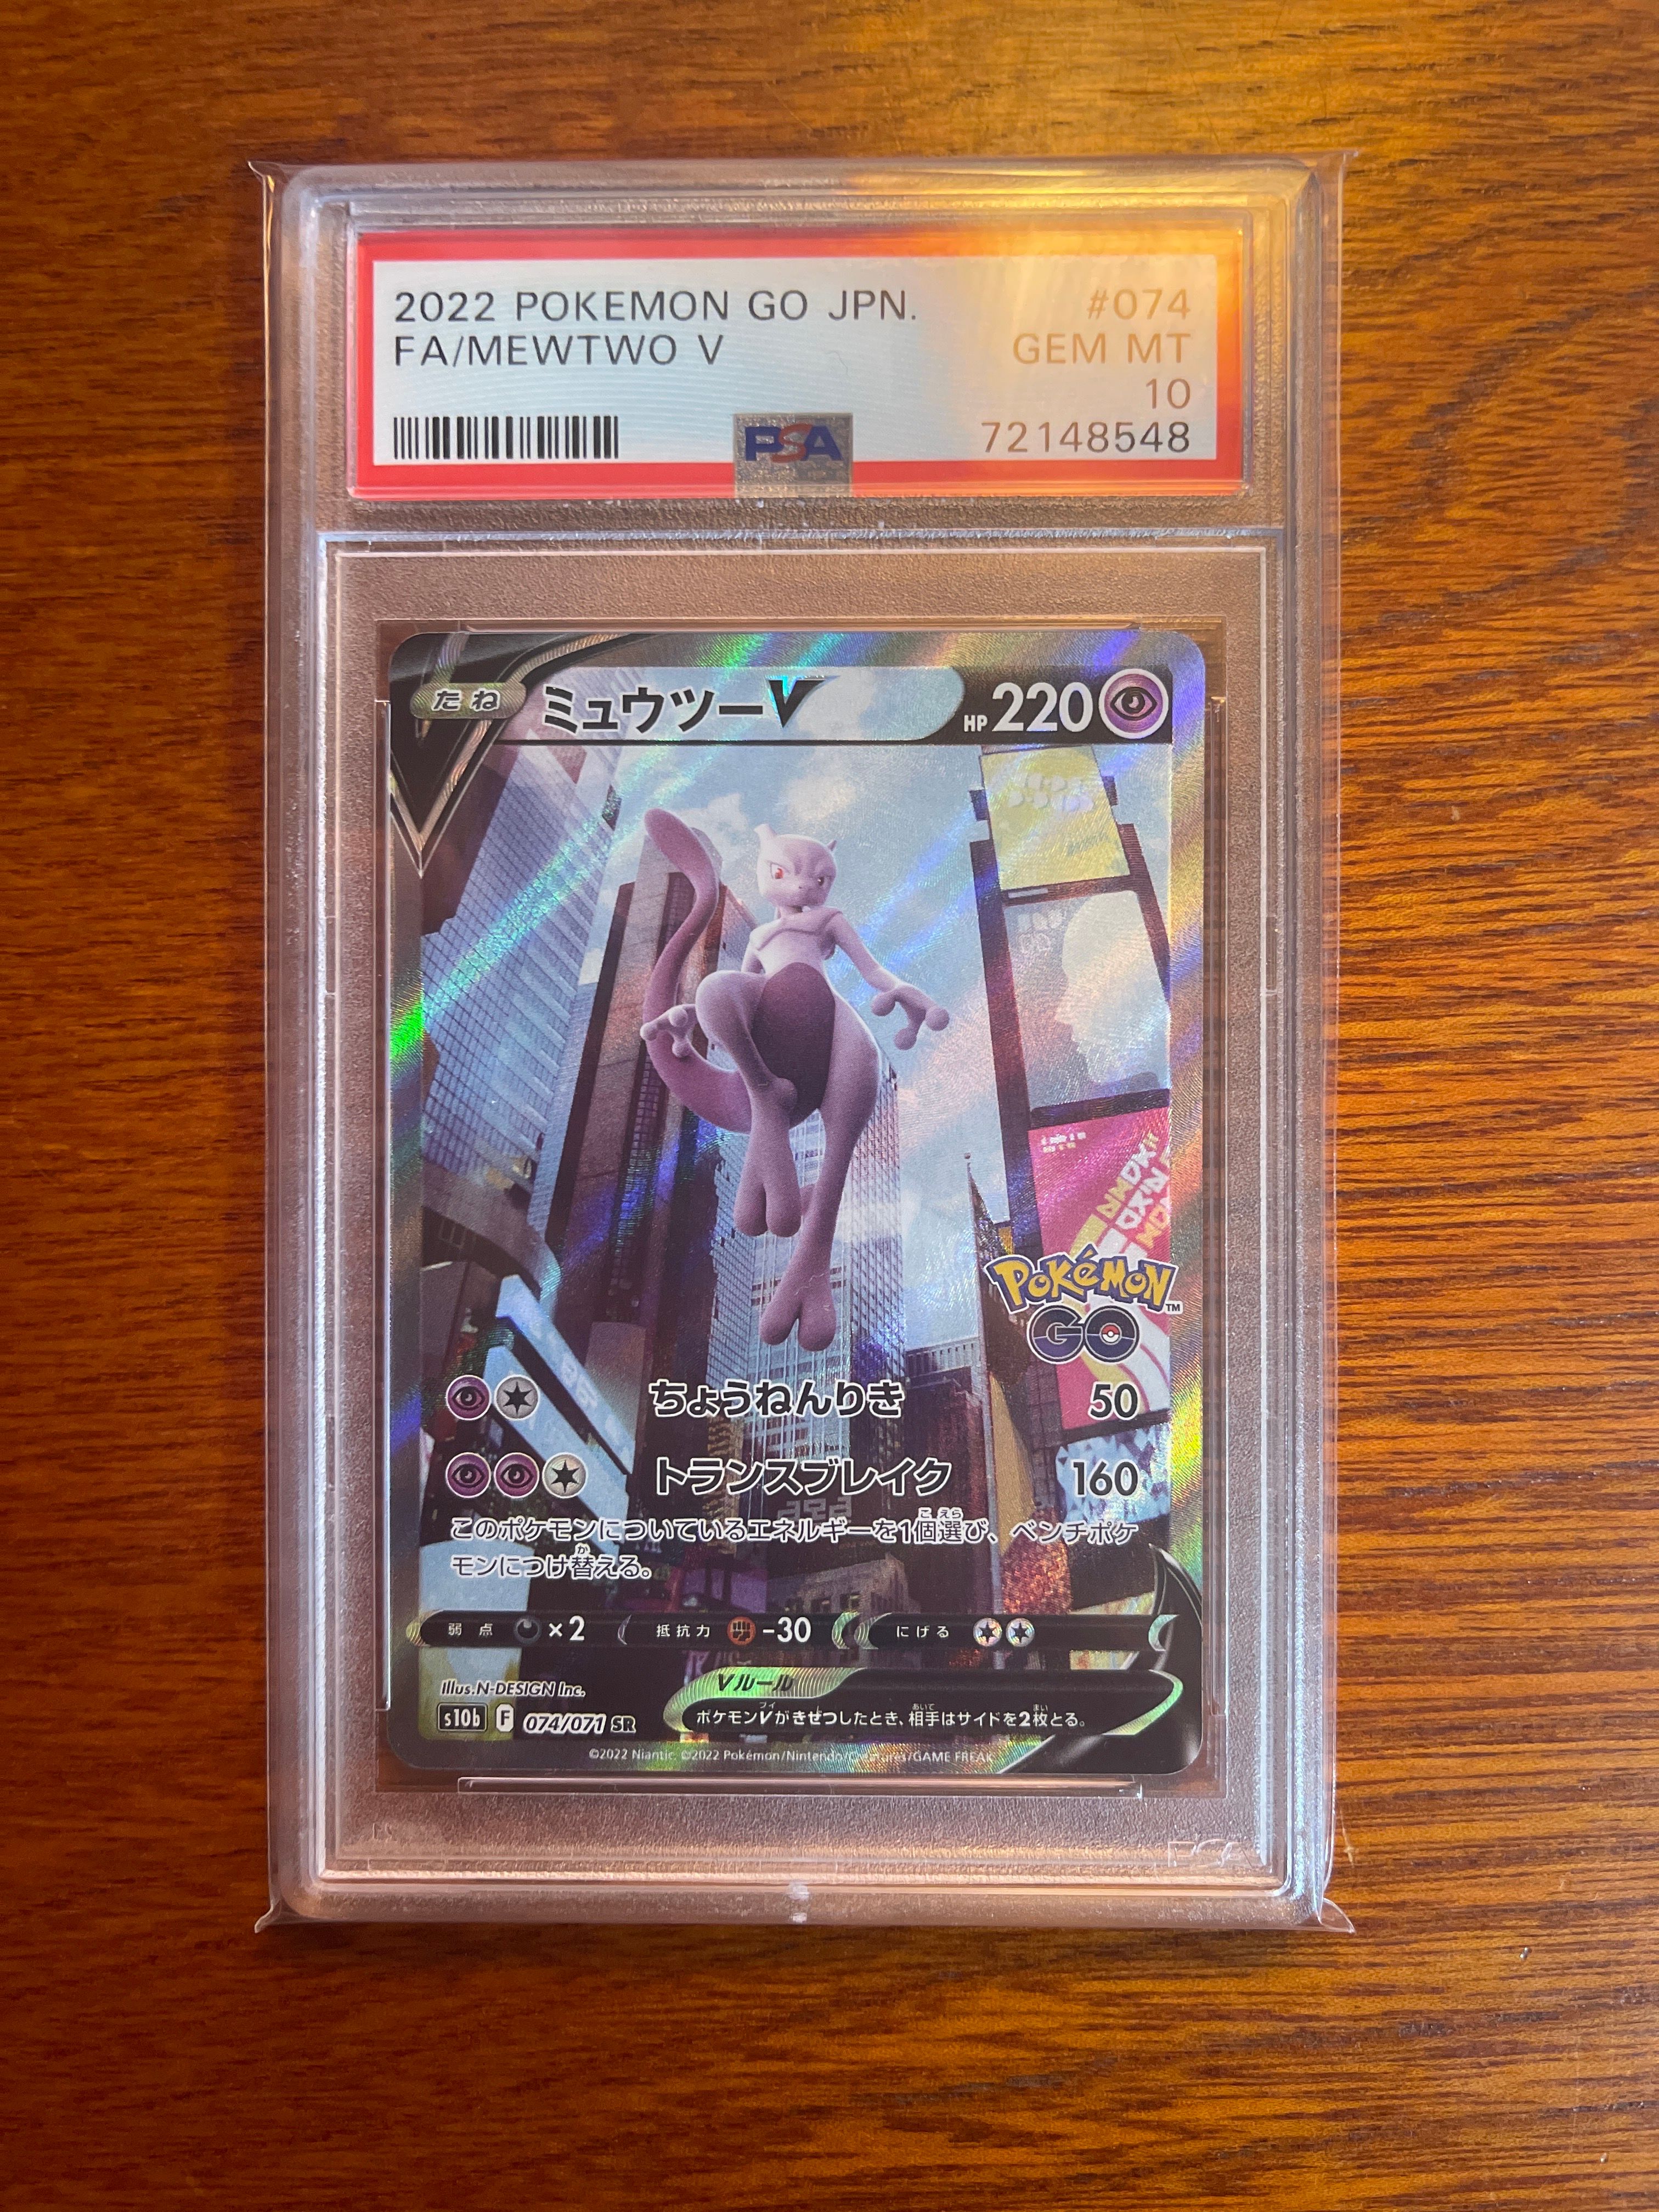 2022 POKEMON GO JPN. #074
FA/MEWTWO V GEM MT
10
PSA 72148548
たね ミュウツーV HP 220
Pokémon GO™
ちょうねんりき 50
トランスブレイク 160
このポケモンについているエネルギーを1個選び、ベンチポケ
モンにつけ替える。
弱点 ×2 抵抗力 -30 にげる
Illus.N-DESIGN Inc.
Vルール
s10b F 074/071 SR
ポケモンVがきぜつしたとき、相手はサイドを2枚とる。
©2022 Niantic. ©2022 Pokémon/Nintendo/Creatures/GAME FREAK